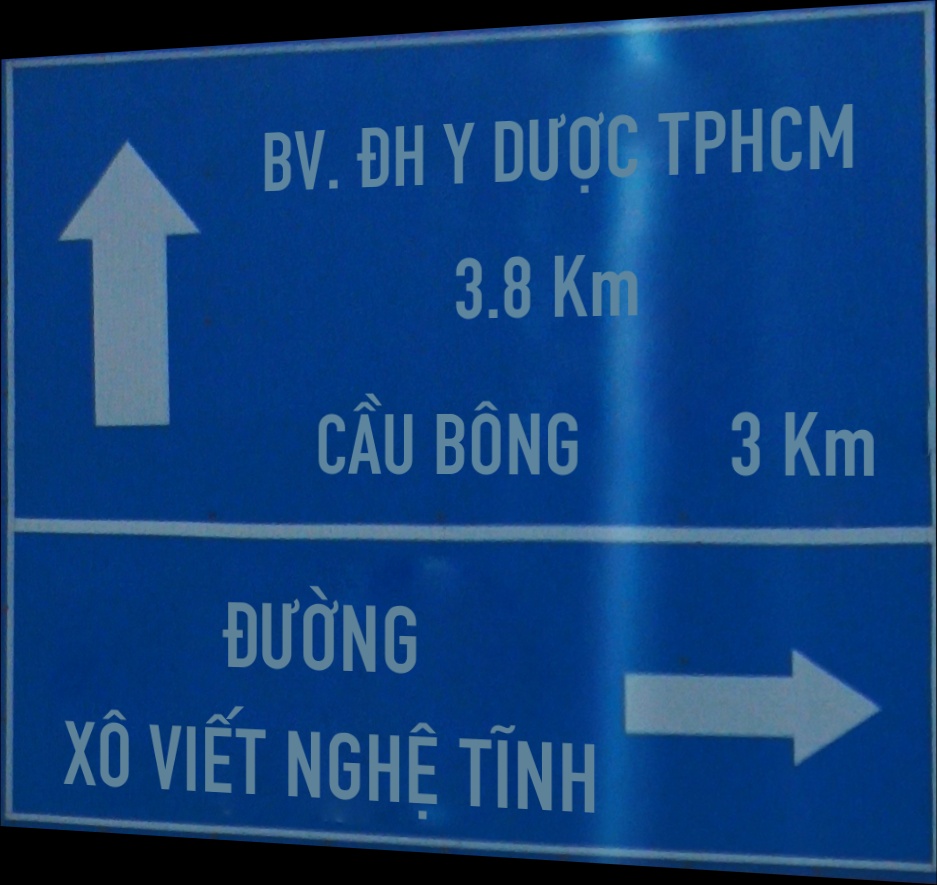 BV. ĐH Y DƯỢC TPHCM
3.8 Km
CẦU BÔNG 3 Km
ĐƯỜNG
XÔ VIẾT NGHỆ TĨNH